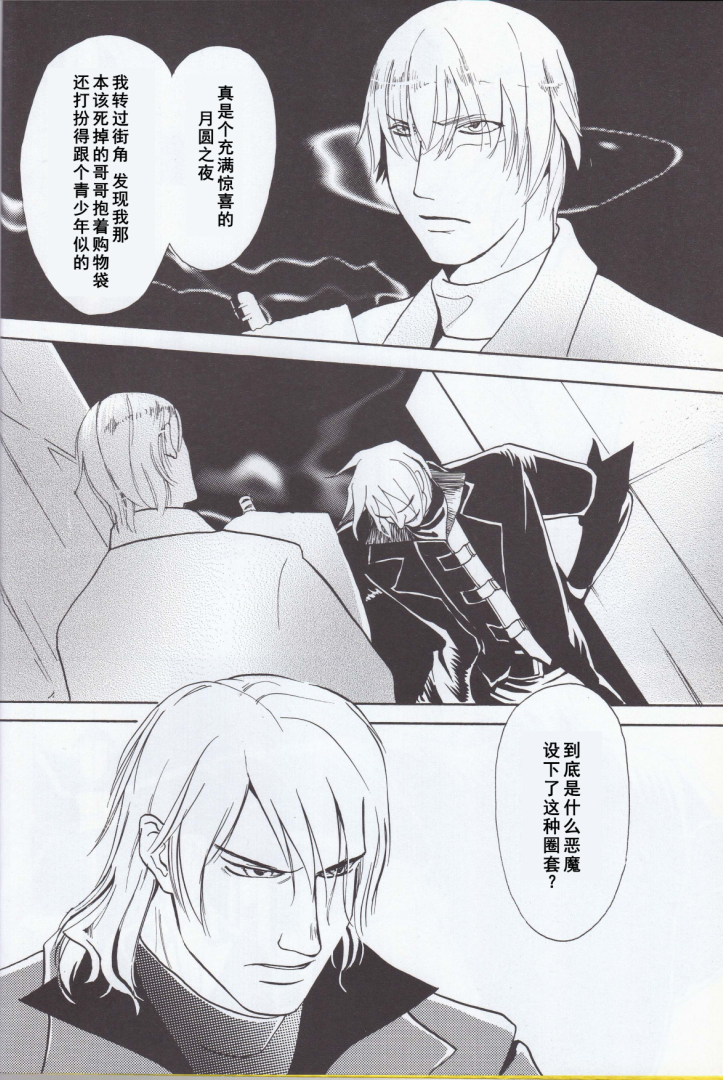 真是个充满惊喜的
月圆之夜
我转过街角 发现我那
本该死掉的哥哥抱着购物袋
还打扮得跟个青少年似的
到底是什么恶魔
设下了这种圈套？